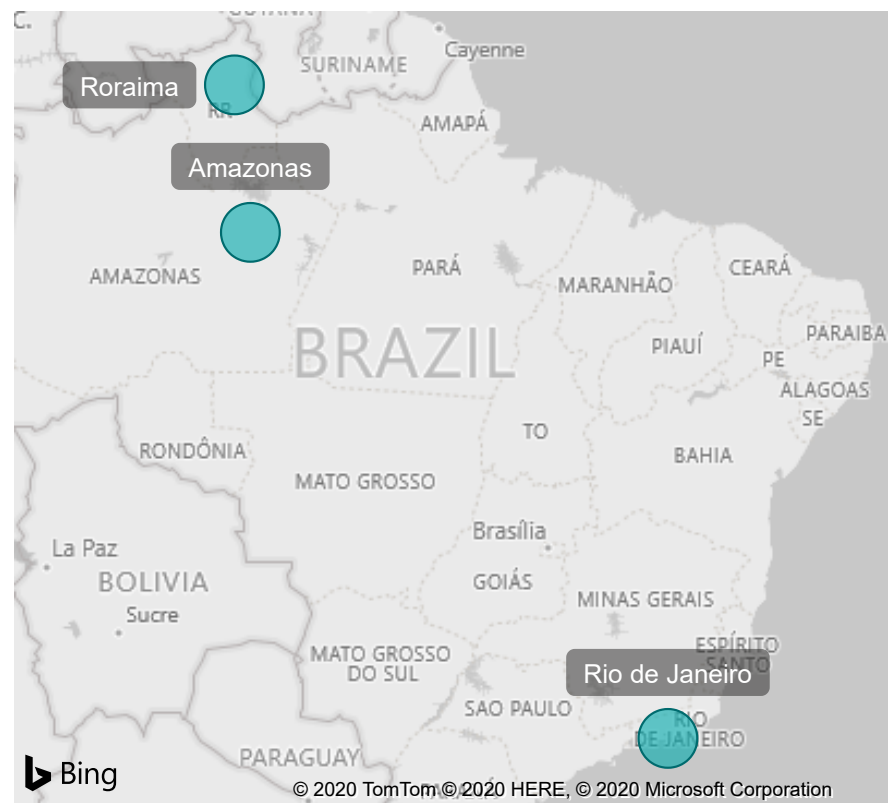 C.
GUYANA
Cayenne
SURINAME
Roraima
RR
AMAPÁ
Amazonas
AMAZONAS
PARÁ
MARANHÃO
CEARÁ
BRAZIL
PIAUÍ
PARAIBA
PE
ALAGOAS
SE
TO
RONDÔNIA
BAHIA
MATO GROSSO
Brasília
La Paz
BOLIVIA
GOIÁS
MINAS GERAIS
Sucre
ESPÍRITO
SANTO
MATO GROSSO
DO SUL
Rio de Janeiro
SAO PAULO
RIO
DE JANEIRO
PARAGUAY
Bing
PARANÁ
© 2020 TomTom © 2020 HERE, © 2020 Microsoft Corporation